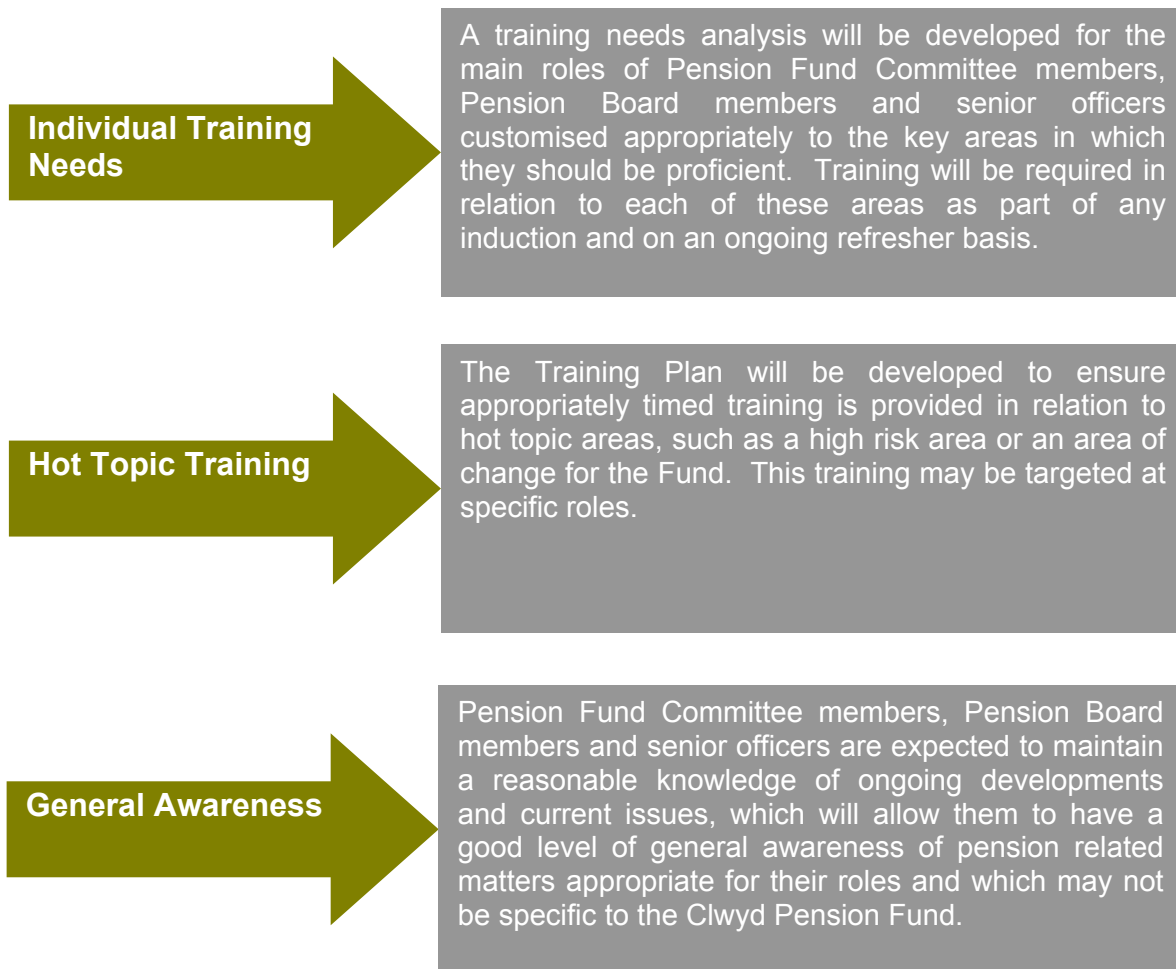 Individual Training
Needs
A training needs analysis will be developed for the
main roles of Pension Fund Committee members,
Pension Board members and senior officers
customised appropriately to the key areas in which
they should be proficient. Training will be required in
relation to each of these areas as part of any
induction and on an ongoing refresher basis.
Hot Topic Training
The Training Plan will be developed to ensure
appropriately timed training is provided in relation to
hot topic areas, such as a high risk area or an area of
change for the Fund. This training may be targeted at
specific roles.
General Awareness
Pension Fund Committee members, Pension Board
members and senior officers are expected to maintain
a reasonable knowledge of ongoing developments
and current issues, which will allow them to have a
good level of general awareness of pension related
matters appropriate for their roles and which may not
be specific to the Clwyd Pension Fund.